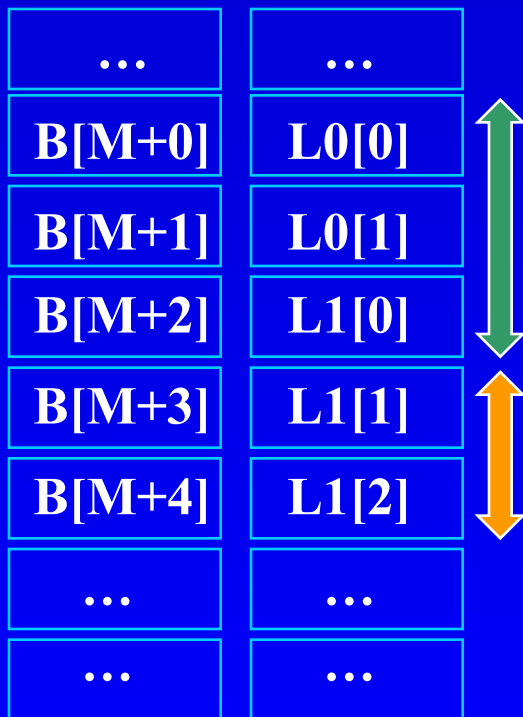 ... ...
B[M+0] L0[0]
B[M+1] L0[1]
B[M+2] L1[0]
B[M+3] L1[1]
B[M+4] L1[2]
... ...
... ...